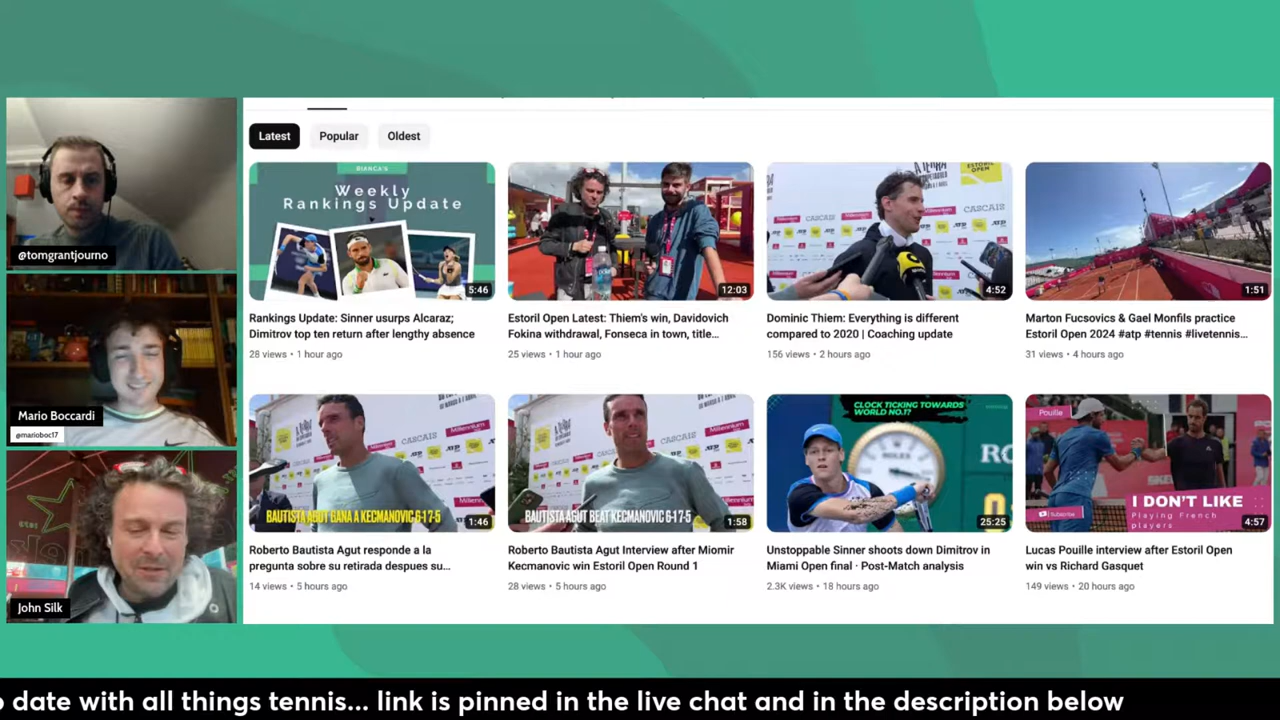 @tomgrantjourno
Mario Boccardi
@marioboc17
John Silk
Latest
Popular
Oldest
BIANCA'S
Weekly
Rankings Update
5:46
Rankings Update: Sinner usurps Alcaraz;
Dimitrov top ten return after lengthy absence
28 views • 1 hour ago
12:03
Estoril Open Latest: Thiem's win, Davidovich
Fokina withdrawal, Fonseca in town, title...
25 views • 1 hour ago
ESTORIL
OPEN
CASCAIS
Millennium
CASCAIS
4:52
Dominic Thiem: Everything is different
compared to 2020 | Coaching update
156 views • 2 hours ago
1:51
Marton Fucsovics & Gael Monfils practice
Estoril Open 2024 #atp #tennis #livetennis...
31 views • 4 hours ago
CASCAIS
Millennium
BAUTISTA AGUT GANA A KECMANOVIC 6-1 7-5
1:46
Roberto Bautista Agut responde a la
pregunta sobre su retirada despues su...
14 views • 5 hours ago
CASCAIS
Millennium
BAUTISTA AGUT BEAT KECMANOVIC 6-1 7-5
1:58
Roberto Bautista Agut Interview after Miomir
Kecmanovic win Estoril Open Round 1
28 views • 5 hours ago
CLOCK TICKING TOWARDS
WORLD NO.1?
RO
25:25
Unstoppable Sinner shoots down Dimitrov in
Miami Open final · Post-Match analysis
2.3K views • 18 hours ago
Pouille
I DON'T LIKE
Playing French
players
Subscribe
4:57
Lucas Pouille interview after Estoril Open
win vs Richard Gasquet
149 views • 20 hours ago
o date with all things tennis... link is pinned in the live chat and in the description below